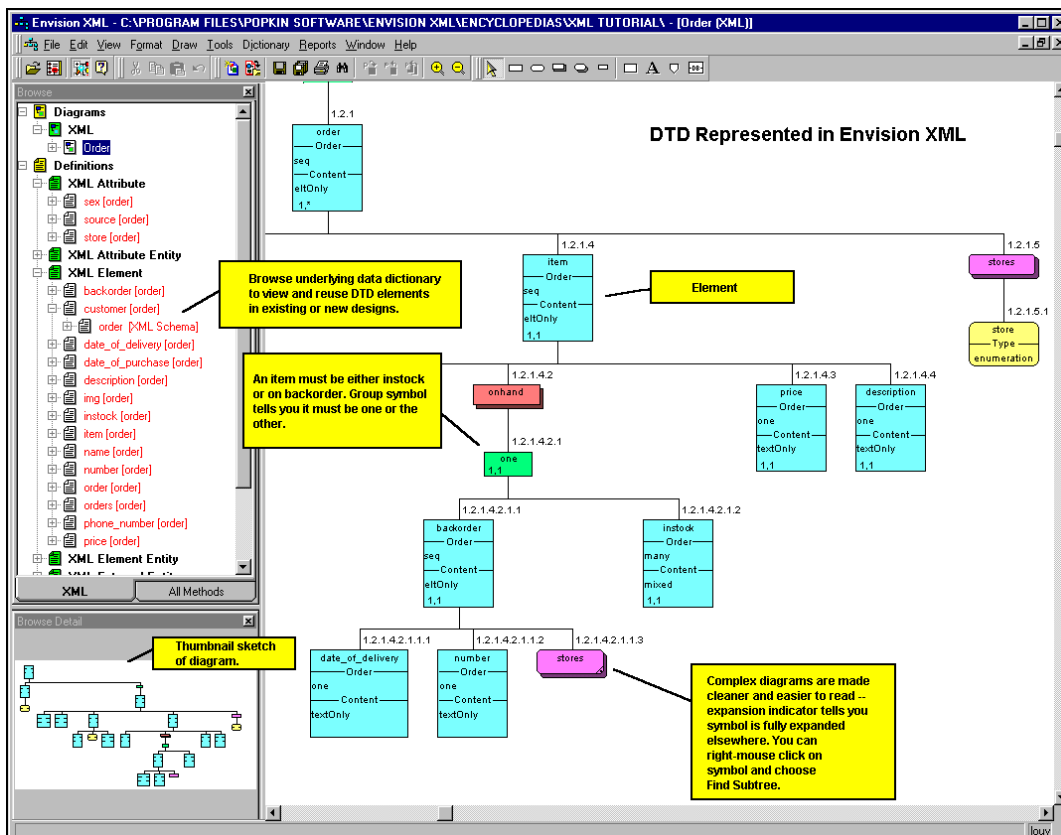 Envision XML - C:\PROGRAM FILES\POPKIN SOFTWARE\ENVISION XML\ENCYCLOPEDIAS\XML TUTORIAL\ - [Order (XML)]
File Edit View Format Draw Tools Dictionary Reports Window Help
Browse
Diagrams
XML
Order
Definitions
XML Attribute
sex [order]
source [order]
store [order]
XML Attribute Entity
XML Element
backorder [order]
customer [order]
order [XML Schema]
date_of_delivery [order]
date_of_purchase [order]
description [order]
img [order]
instock [order]
item [order]
name [order]
number [order]
order [order]
orders [order]
phone_number [order]
price [order]
XML Element Entity
XML External Entity
XML
All Methods
Browse Detail
Thumbnail sketch
of diagram.
DTD Represented in Envision XML
1.2.1
order
Order
seq
Content
eltOnly
1,*
1.2.1.4
item
Order
seq
Content
eltOnly
1,1
Element
1.2.1.5
stores
1.2.1.5.1
store
Type
enumeration
Browse underlying data dictionary
to view and reuse DTD elements
in existing or new designs.
An item must be either instock
or on backorder. Group symbol
tells you it must be one or the
other.
1.2.1.4.2
onhand
1.2.1.4.2.1
one
1,1
1.2.1.4.3
price
Order
one
Content
textOnly
1,1
1.2.1.4.4
description
Order
one
Content
textOnly
1,1
1.2.1.4.2.1.1
backorder
Order
seq
Content
eltOnly
1,1
1.2.1.4.2.1.2
instock
Order
many
Content
mixed
1,1
1.2.1.4.2.1.1.1
date_of_delivery
Order
one
Content
textOnly
1.2.1.4.2.1.1.2
number
Order
one
Content
textOnly
1.2.1.4.2.1.1.3
stores
Complex diagrams are made
cleaner and easier to read --
expansion indicator tells you
symbol is fully expanded
elsewhere. You can
right-mouse click on
symbol and choose
Find Subtree.
louv